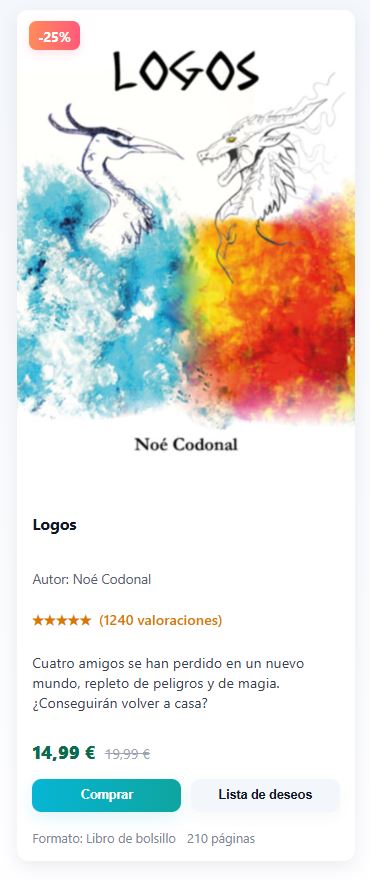 -25%
LOGOS
Noé Codonal
Logos
Autor: Noé Codonal
★★★★★ (1240 valoraciones)
Cuatro amigos se han perdido en un nuevo
mundo, repleto de peligros y de magia.
¿Conseguirán volver a casa?
14,99 € 19,99 €
Comprar Lista de deseos
Formato: Libro de bolsillo 210 páginas